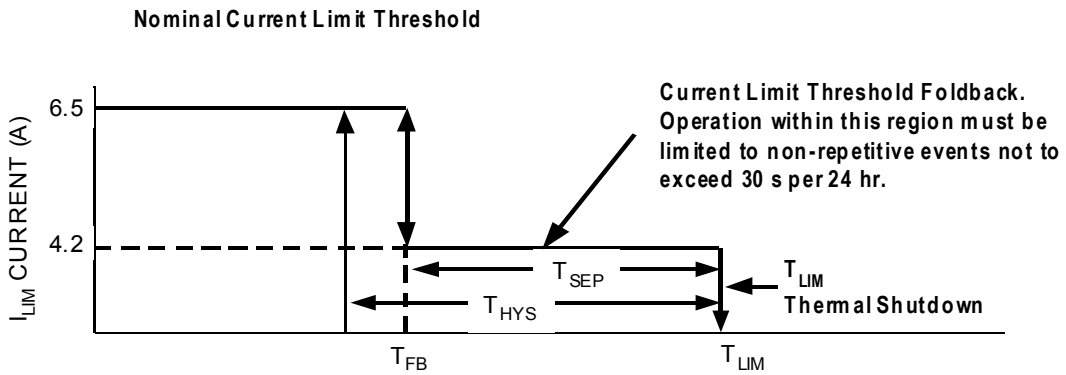 Nominal Current Limit Threshold
Current Limit Threshold Foldback.
Operation within this region must be
limited to non-repetitive events not to
exceed 30 s per 24 hr.
6.5
4.2
I_LIM CURRENT (A)
T_SEP
T_HYS
T_LIM
Thermal Shutdown
T_FB
T_LIM